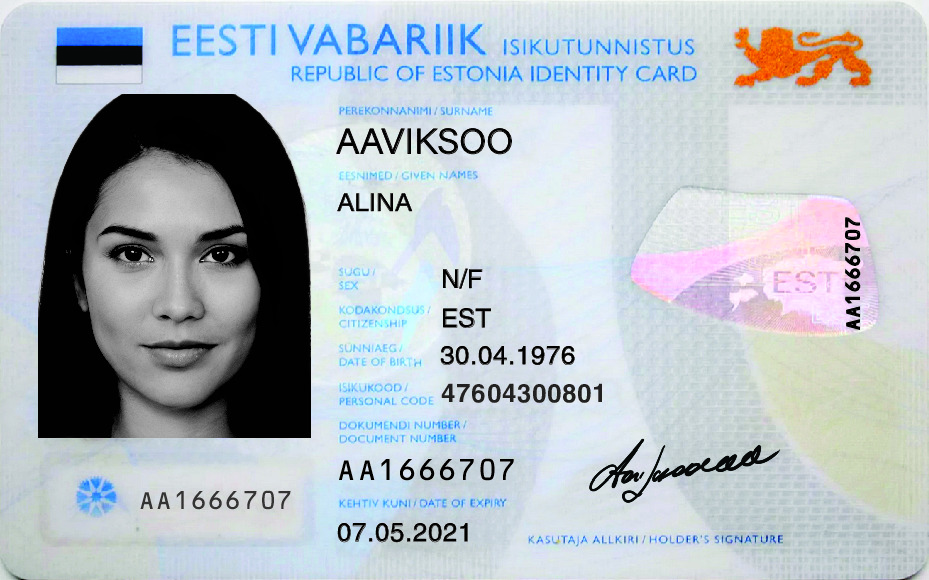 EESTI VABARIIK ISIKUTUNNISTUS
REPUBLIC OF ESTONIA IDENTITY CARD
PEREKONNANIMI / SURNAME
AAVIKSOO
EESNIMED / GIVEN NAMES
ALINA
SUGU /
SEX
N/F
KODAKONDSUS /
CITIZENSHIP
EST
SÜNNIAEG /
DATE OF BIRTH
30.04.1976
ISIKUKOOD /
PERSONAL CODE
47604300801
DOKUMENDI NUMBER /
DOCUMENT NUMBER
AA1666707
KEHTIV KUNI / DATE OF EXPIRY
07.05.2021
AA1666707
EST
AA1666707
KASUTAJA ALLKIRI / HOLDER'S SIGNATURE